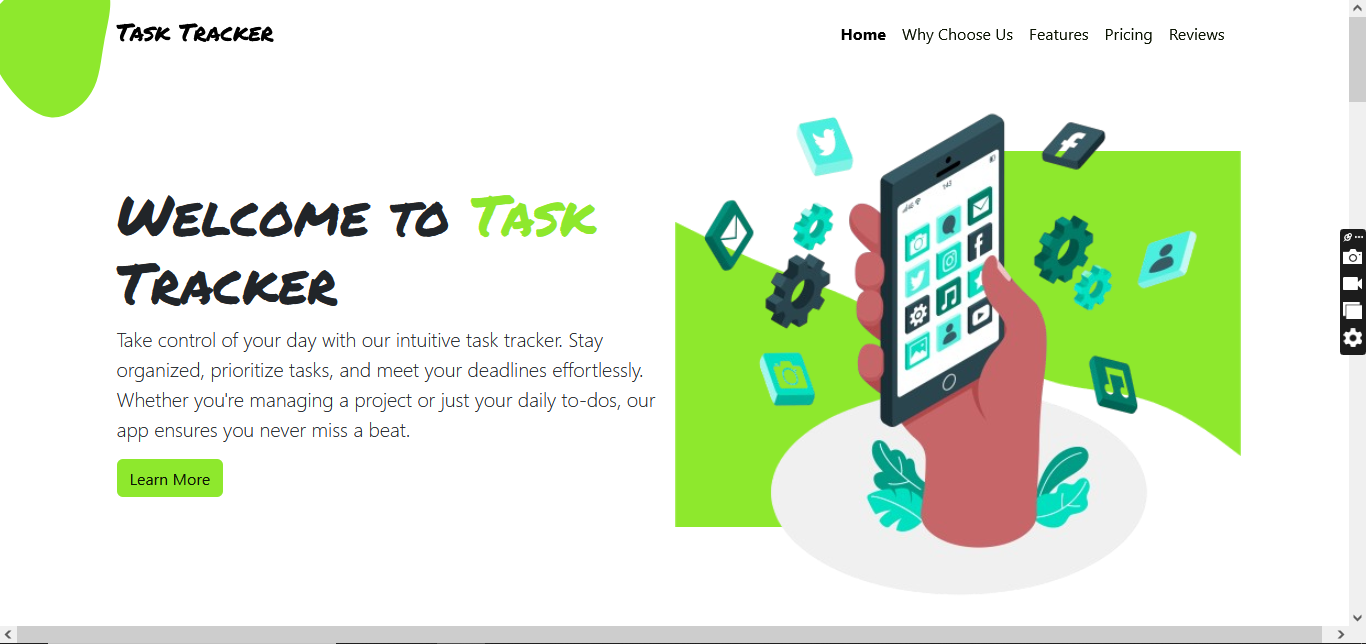 Task Tracker
Home Why Choose Us Features Pricing Reviews
Welcome to Task
Tracker
Take control of your day with our intuitive task tracker. Stay
organized, prioritize tasks, and meet your deadlines effortlessly.
Whether you're managing a project or just your daily to-dos, our
app ensures you never miss a beat.
Learn More
1:43